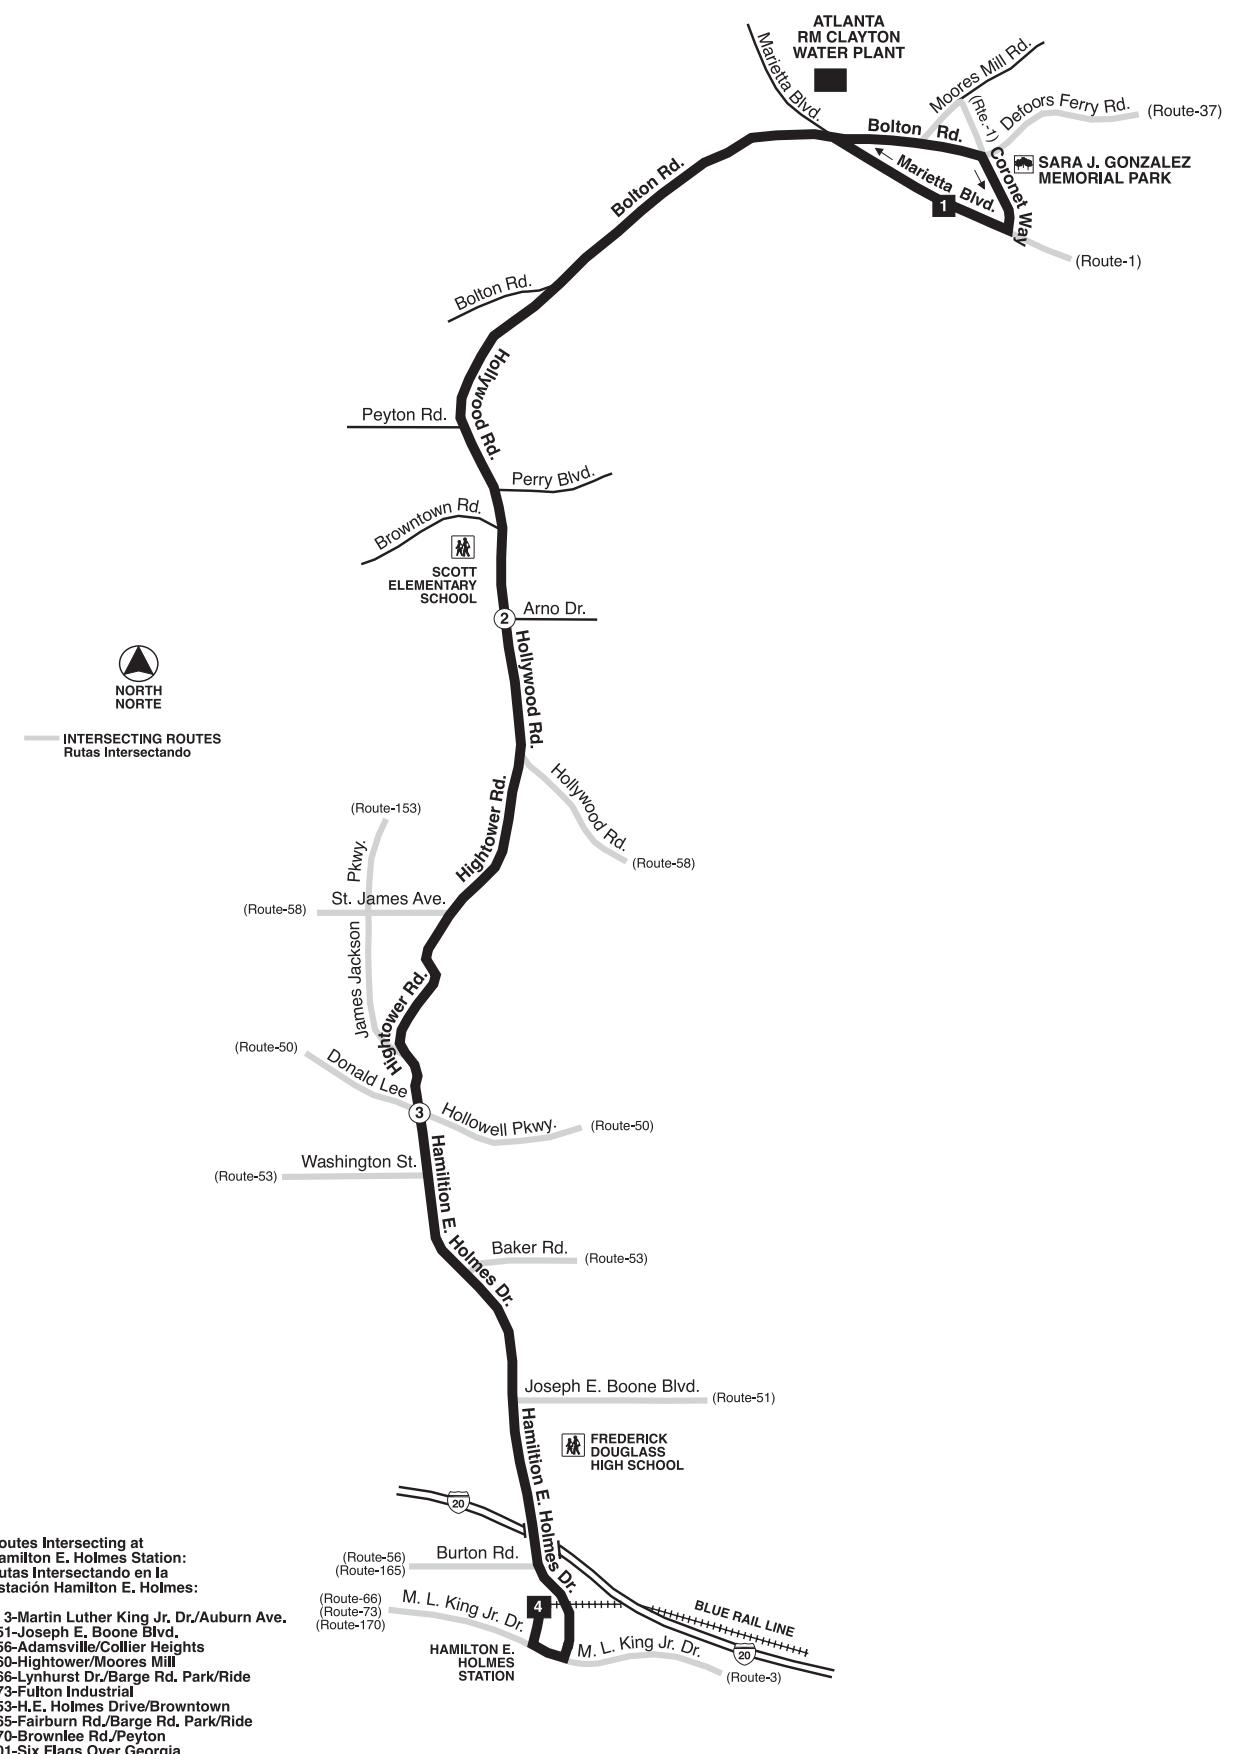 ATLANTA
RM CLAYTON
WATER PLANT
Marietta Blvd.
Moores Mill Rd.
(Rte.-1)
Defoors Ferry Rd.
(Route-37)
Bolton Rd.
Coronet Way
SARA J. GONZALEZ
MEMORIAL PARK
Marietta Blvd.
1
(Route-1)
Bolton Rd.
Bolton Rd.
Hollywood Rd.
Peyton Rd.
Perry Blvd.
Browntown Rd.
SCOTT
ELEMENTARY
SCHOOL
2
Arno Dr.
Hollywood Rd.
NORTH
NORTE
INTERSECTING ROUTES
Rutas Intersectando
Hollywood Rd.
(Route-58)
Hightower Rd.
(Route-153)
James Jackson Pkwy.
St. James Ave.
(Route-58)
Hightower Rd.
(Route-50)
Donald Lee
3
Hollowell Pkwy.
(Route-50)
Washington St.
(Route-53)
Hamiltion E. Holmes Dr.
Baker Rd.
(Route-53)
Joseph E. Boone Blvd.
(Route-51)
Hamiltion E. Holmes Dr.
FREDERICK
DOUGLASS
HIGH SCHOOL
20
Burton Rd.
(Route-56)
(Route-165)
(Route-66)
(Route-73)
(Route-170)
M. L. King Jr. Dr.
4
BLUE RAIL LINE
20
M. L. King Jr. Dr.
(Route-3)
HAMILTON E.
HOLMES
STATION
outes Intersecting at
amilton E. Holmes Station:
utas Intersectando en la
stación Hamilton E. Holmes:
3-Martin Luther King Jr. Dr./Auburn Ave.
51-Joseph E. Boone Blvd.
56-Adamsville/Collier Heights
60-Hightower/Moores Mill
66-Lynhurst Dr./Barge Rd. Park/Ride
73-Fulton Industrial
53-H.E. Holmes Drive/Browntown
65-Fairburn Rd./Barge Rd. Park/Ride
70-Brownlee Rd./Peyton
01-Six Flags Over Georgia